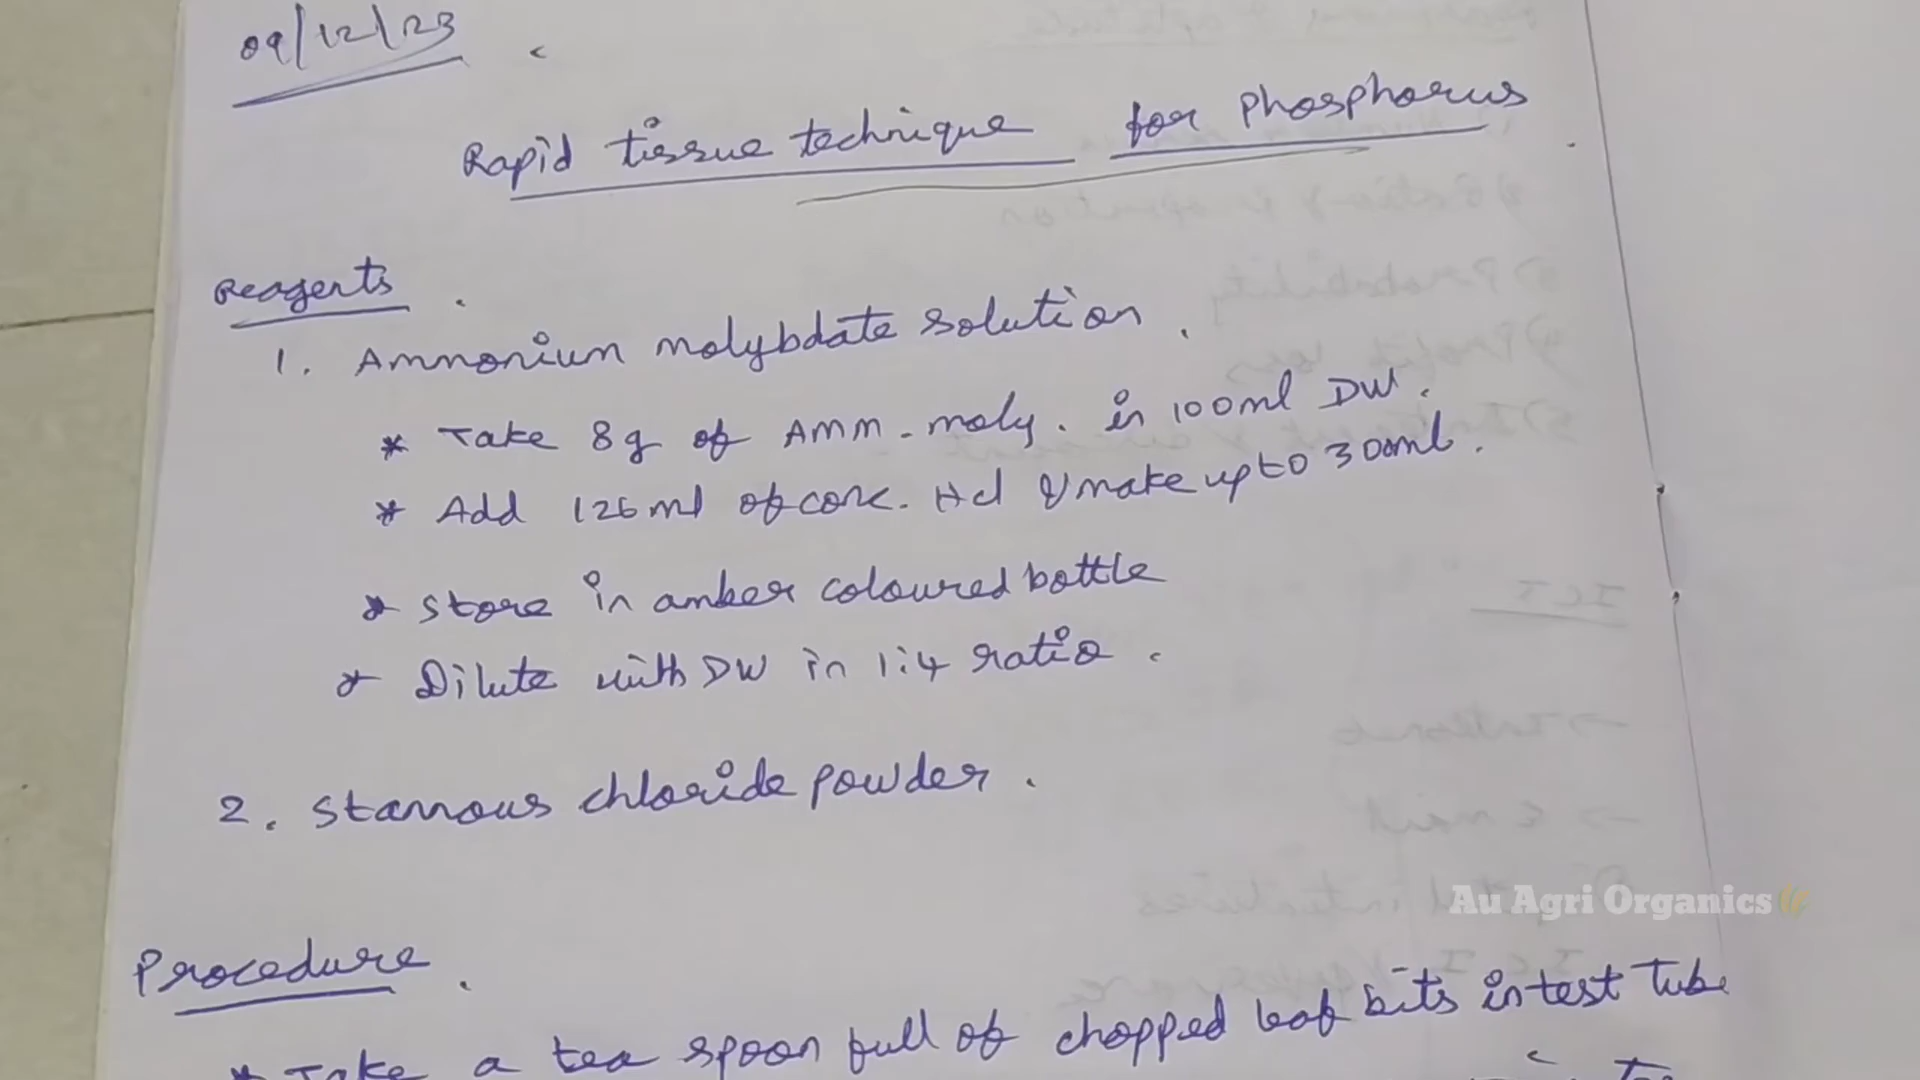 09/12/23
Rapid tissue technique for Phosphorus
Reagents.
1. Ammonium molybdate solution.
* Take 8g of Amm. moly. in 100ml DW.
* Add 126ml of conc. Hcl & make upto 300ml.
* Store in amber coloured bottle
* Dilute with DW in 1:4 ratio.
2. Stannous chloride powder.
Au Agri Organics
Procedure.
* Take a tea spoon full of chopped leaf bits in test tube